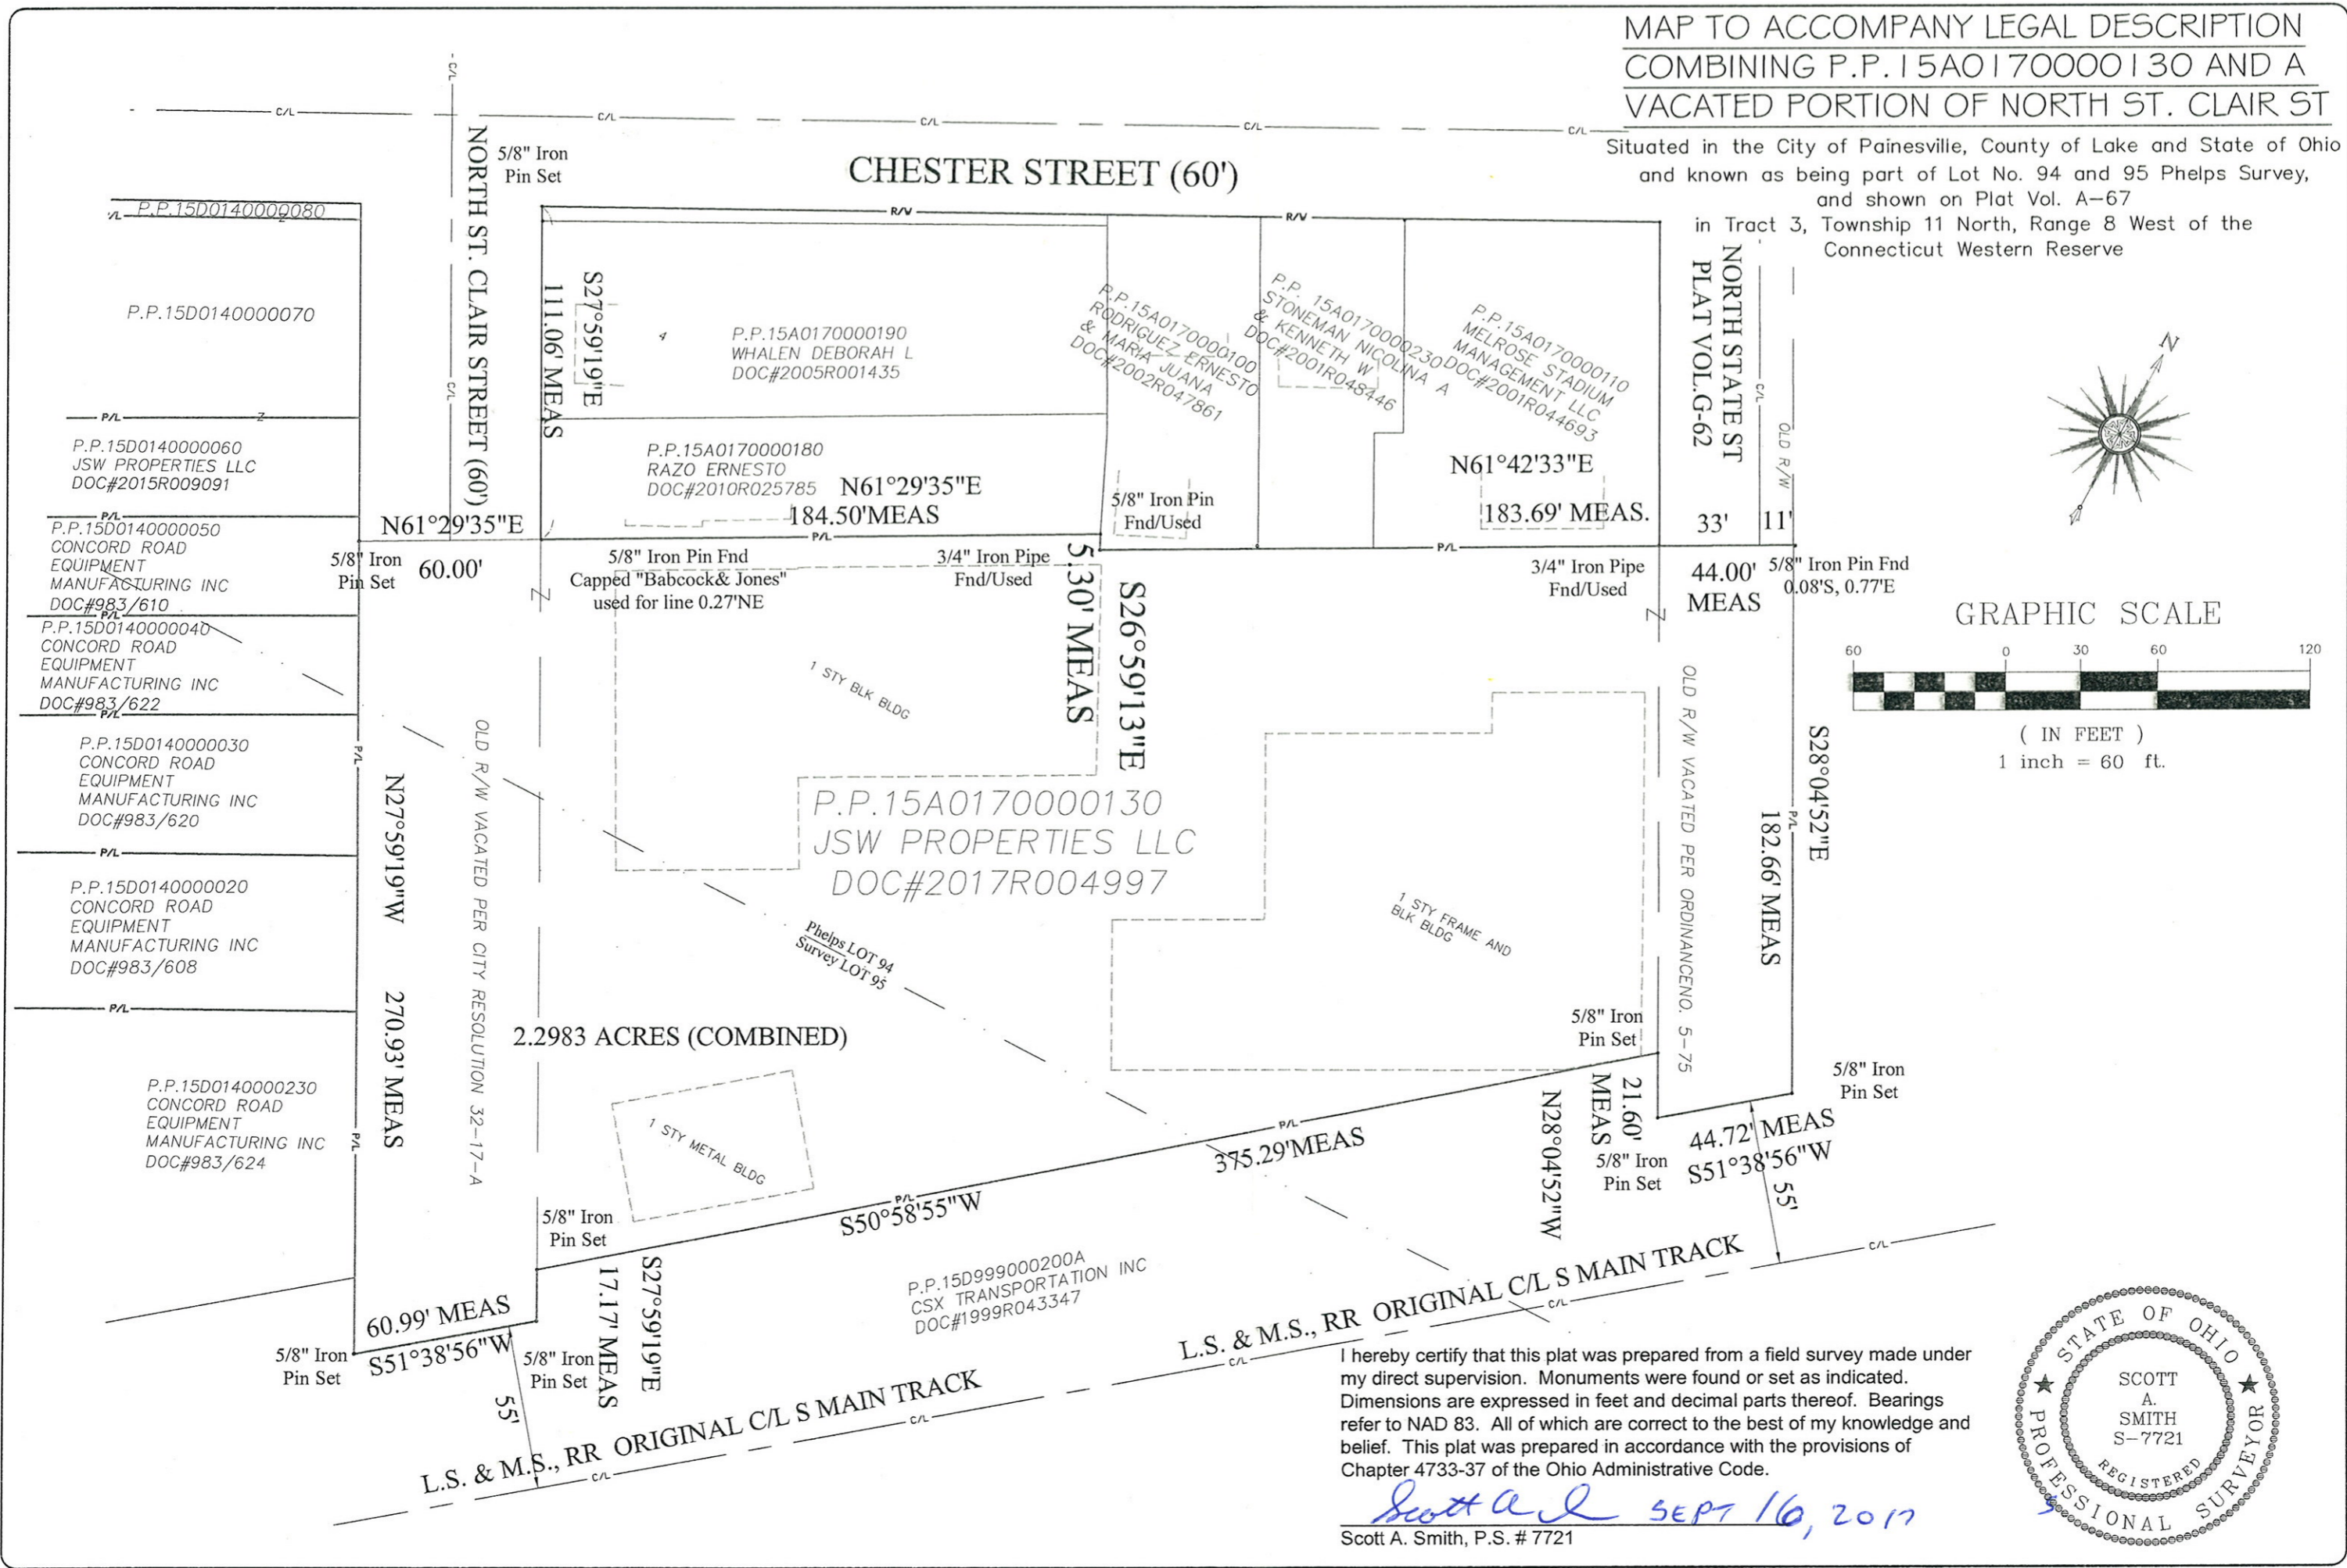 MAP TO ACCOMPANY LEGAL DESCRIPTION
COMBINING P.P.15A0170000130 AND A
VACATED PORTION OF NORTH ST. CLAIR ST
Situated in the City of Painesville, County of Lake and State of Ohio
and known as being part of Lot No. 94 and 95 Phelps Survey,
and shown on Plat Vol. A-67
in Tract 3, Township 11 North, Range 8 West of the
Connecticut Western Reserve
C/L
C/L
C/L
C/L
C/L
C/L
CHESTER STREET (60')
R/W
R/W
NORTH ST. CLAIR STREET (60')
C/L
5/8" Iron
Pin Set
P.P.15D0140000080
P/L
Z
P.P.15D0140000070
P/L
Z
P.P.15D0140000060
JSW PROPERTIES LLC
DOC#2015R009091
P/L
P.P.15D0140000050
CONCORD ROAD
EQUIPMENT
MANUFACTURING INC
DOC#983/610
P/L
P.P.15D0140000040
CONCORD ROAD
EQUIPMENT
MANUFACTURING INC
DOC#983/622
P/L
P.P.15D0140000030
CONCORD ROAD
EQUIPMENT
MANUFACTURING INC
DOC#983/620
P/L
P.P.15D0140000020
CONCORD ROAD
EQUIPMENT
MANUFACTURING INC
DOC#983/608
P/L
P.P.15D0140000230
CONCORD ROAD
EQUIPMENT
MANUFACTURING INC
DOC#983/624
111.06' MEAS
S27°59'19"E
4
P.P.15A0170000190
WHALEN DEBORAH L
DOC#2005R001435
P.P.15A0170000180
RAZO ERNESTO
DOC#2010R025785
N61°29'35"E
184.50'MEAS
P/L
P.P.15A0170000100
RODRIGUEZ ERNESTO
& MARIA JUANA
DOC#2002R047861
P.P. 15A0170000230
STONEMAN NICOLINA A
& KENNETH W
DOC#2001R048446
P.P.15A0170000110
MELROSE STADIUM
MANAGEMENT LLC
DOC#2001R044693
5/8" Iron Pin
Fnd/Used
N61°42'33"E
183.69' MEAS.
P/L
NORTH STATE ST
PLAT VOL.G-62
C/L
OLD R/W
33'
11'
N
N61°29'35"E
60.00'
5/8" Iron
Pin Set
5/8" Iron Pin Fnd
Capped "Babcock& Jones"
used for line 0.27'NE
3/4" Iron Pipe
Fnd/Used
5.30' MEAS
S26°59'13"E
3/4" Iron Pipe
Fnd/Used
44.00'
MEAS
5/8" Iron Pin Fnd
0.08'S, 0.77'E
Z
Z
GRAPHIC SCALE
60
0
30
60
120
( IN FEET )
1 inch = 60 ft.
1 STY BLK BLDG
P.P.15A0170000130
JSW PROPERTIES LLC
DOC#2017R004997
P/L
N27°59'19"W
270.93' MEAS
P/L
OLD R/W VACATED PER CITY RESOLUTION 32-17-A
Phelps LOT 94
Survey LOT 95
1 STY FRAME AND
BLK BLDG
OLD R/W VACATED PER ORDINANCENO. 5-75
S28°04'52"E
P/L
182.66' MEAS
2.2983 ACRES (COMBINED)
1 STY METAL BLDG
5/8" Iron
Pin Set
5/8" Iron
Pin Set
P/L
375.29'MEAS
P/L
S50°58'55"W
N28°04'52"W
21.60'
MEAS
5/8" Iron
Pin Set
44.72' MEAS
S51°38'56"W
55'
5/8" Iron
Pin Set
60.99' MEAS
S51°38'56"W
5/8" Iron
Pin Set
5/8" Iron
Pin Set
17.17' MEAS
S27°59'19"E
55'
P.P.15D999000200A
CSX TRANSPORTATION INC
DOC#1999R043347
L.S. & M.S., RR ORIGINAL C/L S MAIN TRACK
C/L
C/L
L.S. & M.S., RR ORIGINAL C/L S MAIN TRACK
C/L
C/L
C/L
I hereby certify that this plat was prepared from a field survey made under
my direct supervision. Monuments were found or set as indicated.
Dimensions are expressed in feet and decimal parts thereof. Bearings
refer to NAD 83. All of which are correct to the best of my knowledge and
belief. This plat was prepared in accordance with the provisions of
Chapter 4733-37 of the Ohio Administrative Code.
SEPT 16, 2017
Scott A. Smith, P.S. # 7721
STATE OF OHIO
SCOTT
A.
SMITH
S-7721
REGISTERED
PROFESSIONAL SURVEYOR